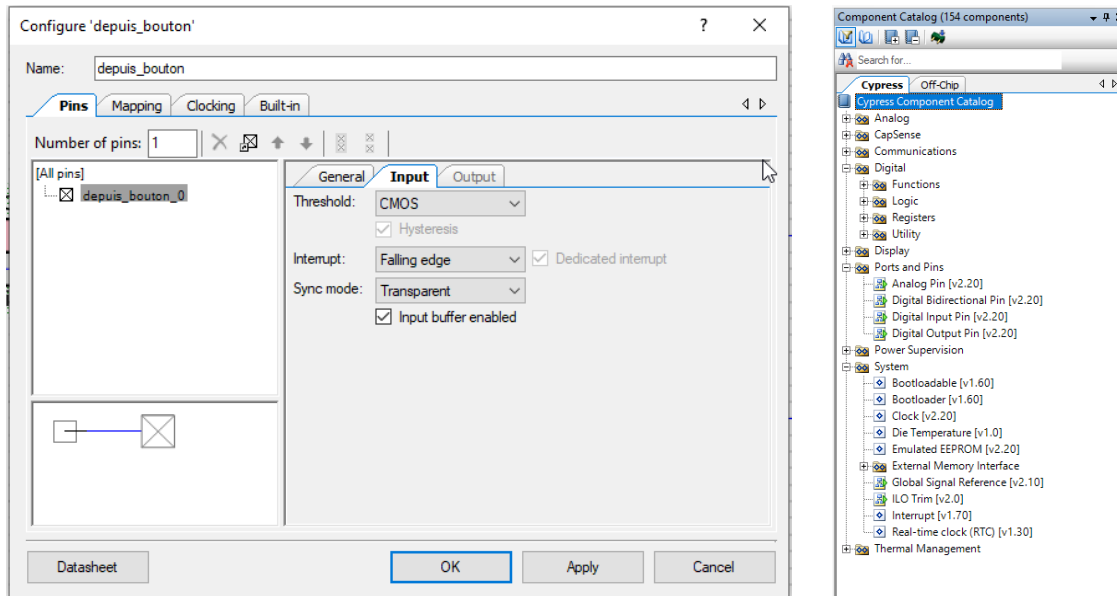 Configure 'depuis_bouton'
Name: depuis_bouton
Pins Mapping Clocking Built-in
Number of pins: 1
[All pins]
depuis_bouton_0
General Input Output
Threshold: CMOS
Hysteresis
Interrupt: Falling edge Dedicated interrupt
Sync mode: Transparent
Input buffer enabled
Datasheet OK Apply Cancel
Component Catalog (154 components)
Search for...
Cypress Off-Chip
Cypress Component Catalog
Analog
CapSense
Communications
Digital
Functions
Logic
Registers
Utility
Display
Ports and Pins
Analog Pin [v2.20]
Digital Bidirectional Pin [v2.20]
Digital Input Pin [v2.20]
Digital Output Pin [v2.20]
Power Supervision
System
Bootloadable [v1.60]
Bootloader [v1.60]
Clock [v2.20]
Die Temperature [v1.0]
Emulated EEPROM [v2.20]
External Memory Interface
Global Signal Reference [v2.10]
ILO Trim [v2.0]
Interrupt [v1.70]
Real-time clock (RTC) [v1.30]
Thermal Management